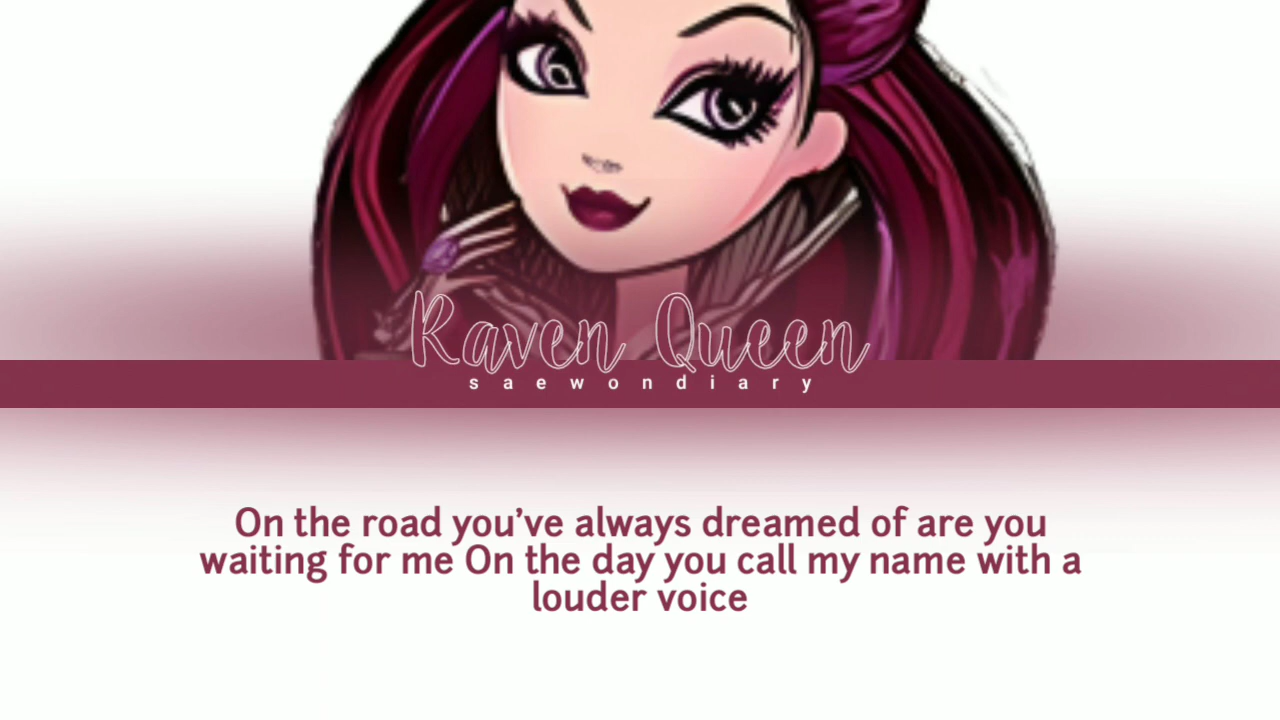 Raven Queen
saewondiary
On the road you’ve always dreamed of are you
waiting for me On the day you call my name with a
louder voice